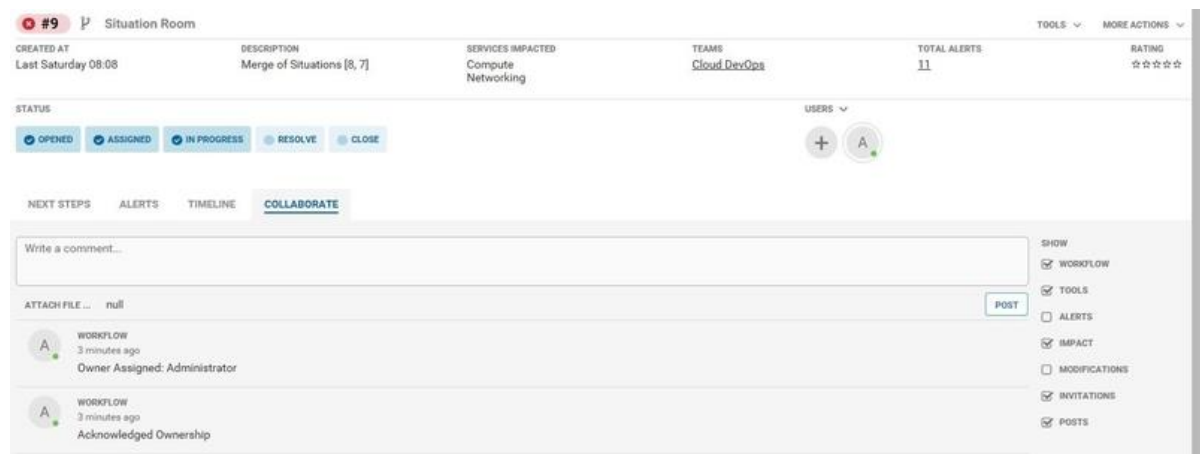 #9 Situation Room TOOLS MORE ACTIONS
CREATED AT DESCRIPTION SERVICES IMPACTED TEAMS TOTAL ALERTS RATING
Last Saturday 08:08 Merge of Situations [8, 7] Compute Cloud DevOps 11 ☆☆☆☆☆
Networking
STATUS USERS
OPENED ASSIGNED IN PROGRESS RESOLVE CLOSE + A
NEXT STEPS ALERTS TIMELINE COLLABORATE
Write a comment...
ATTACH FILE ... null POST
A
WORKFLOW
3 minutes ago
Owner Assigned: Administrator
A
WORKFLOW
3 minutes ago
Acknowledged Ownership
SHOW
WORKFLOW
TOOLS
ALERTS
IMPACT
MODIFICATIONS
INVITATIONS
POSTS